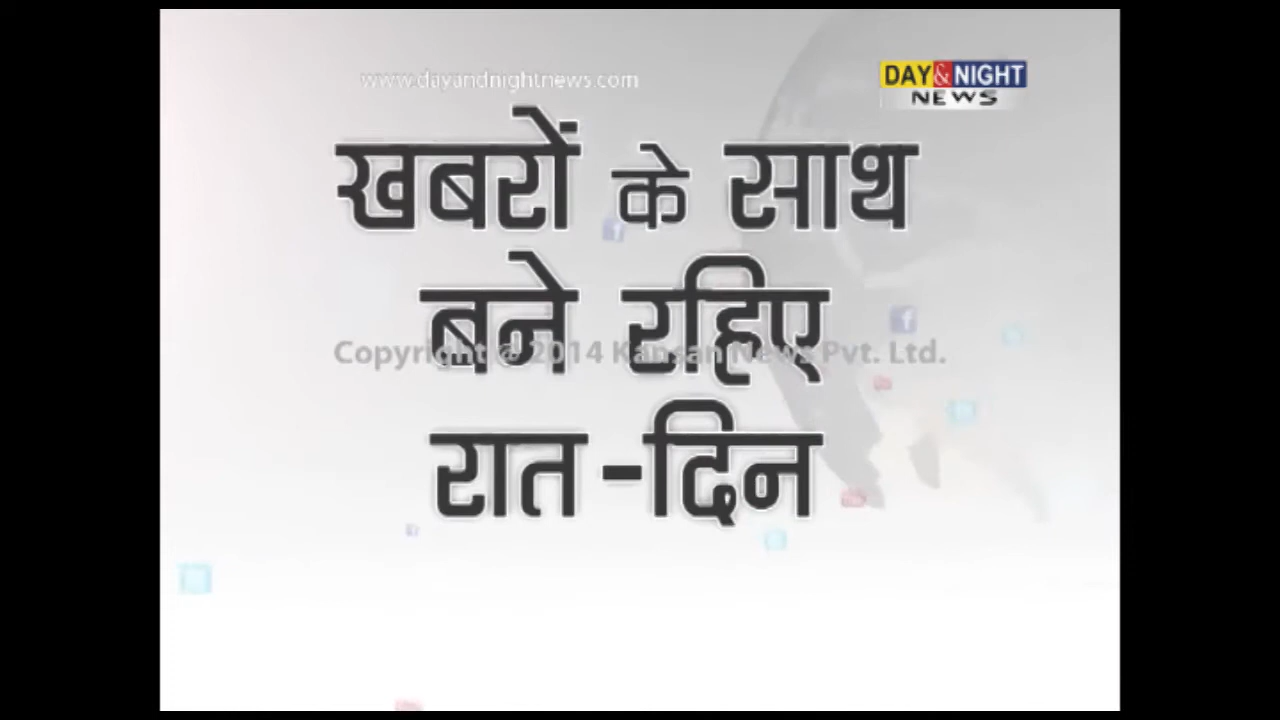 www.dayandnightnews.com
DAY&NIGHT
NEWS
खबरों के साथ
बने रहिए
Copyright @ 2014 Kansan News Pvt. Ltd.
रात-दिन